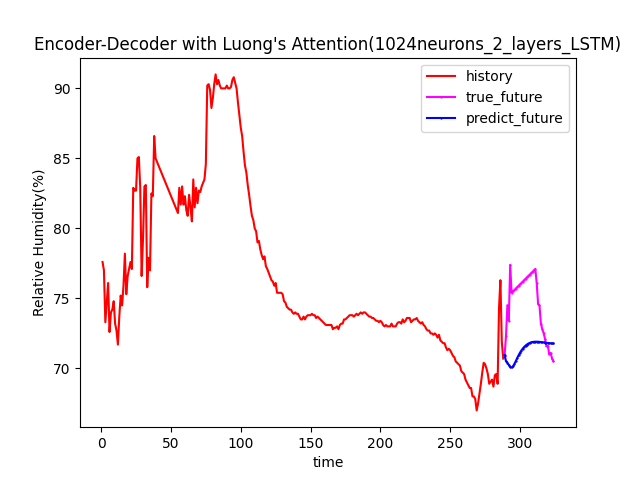 Encoder-Decoder with Luong's Attention(1024neurons_2_layers_LSTM)
history
true_future
predict_future
Relative Humidity(%)
90
85
80
75
70
0 50 100 150 200 250 300
time